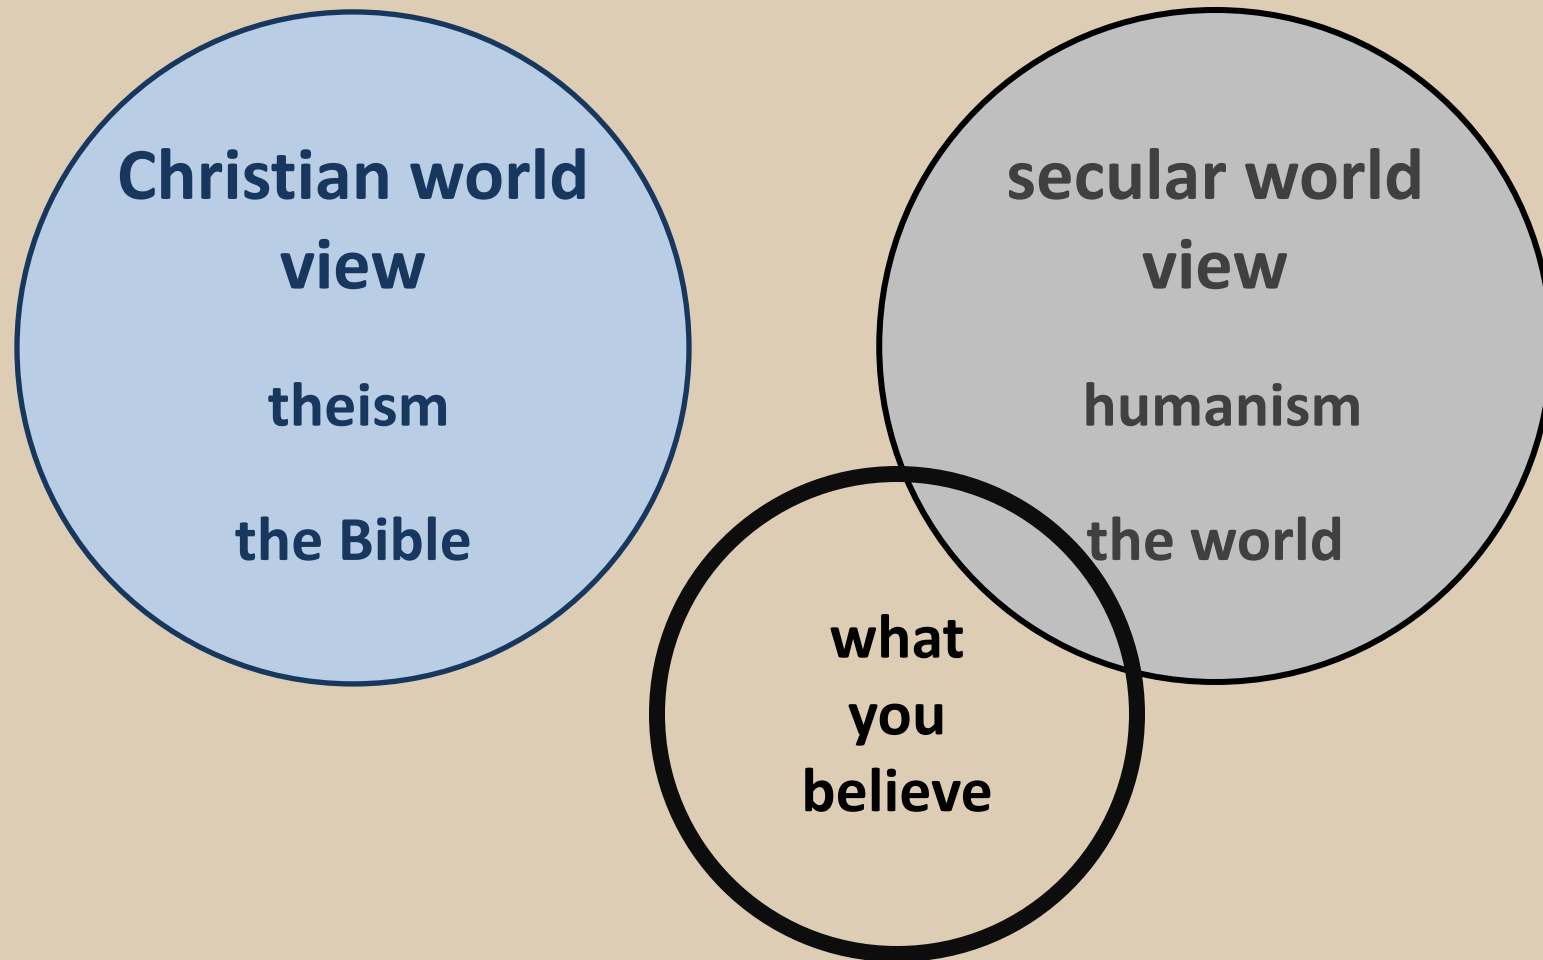 Christian world
view
theism
the Bible
secular world
view
humanism
the world
what
you
believe